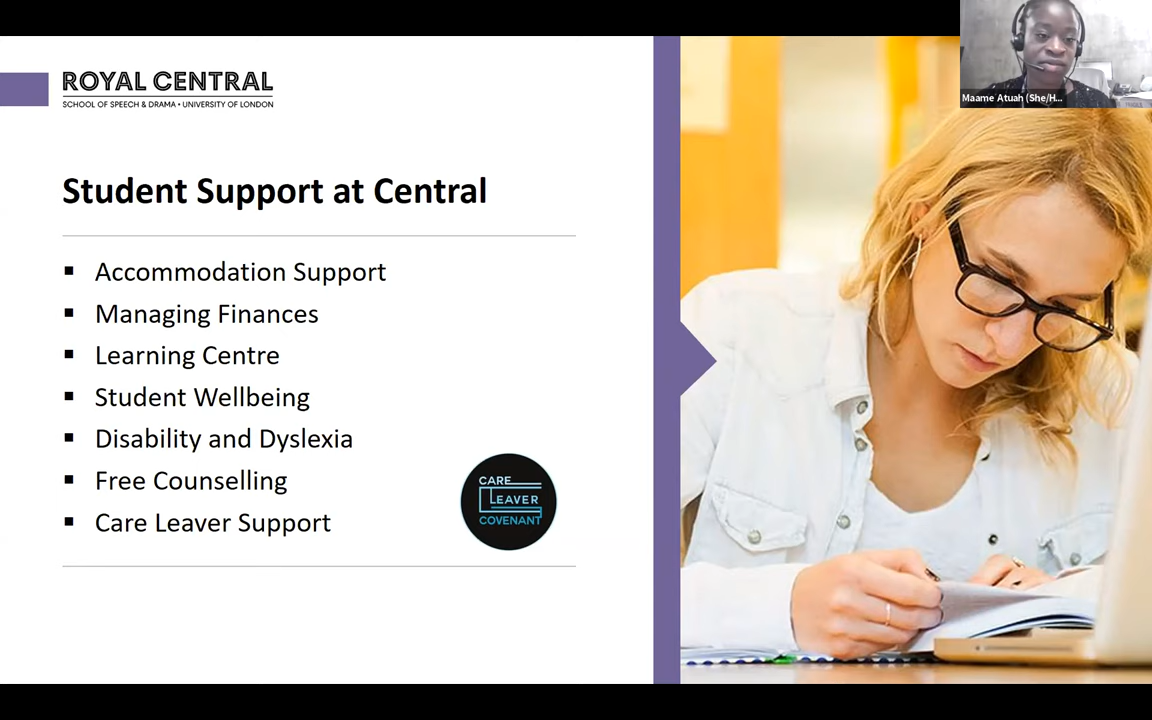 ROYAL CENTRAL
SCHOOL OF SPEECH & DRAMA • UNIVERSITY OF LONDON
Maame Atuah (She/H...
Student Support at Central
Accommodation Support
Managing Finances
Learning Centre
Student Wellbeing
Disability and Dyslexia
Free Counselling
Care Leaver Support
CARE
LEAVER
COVENANT